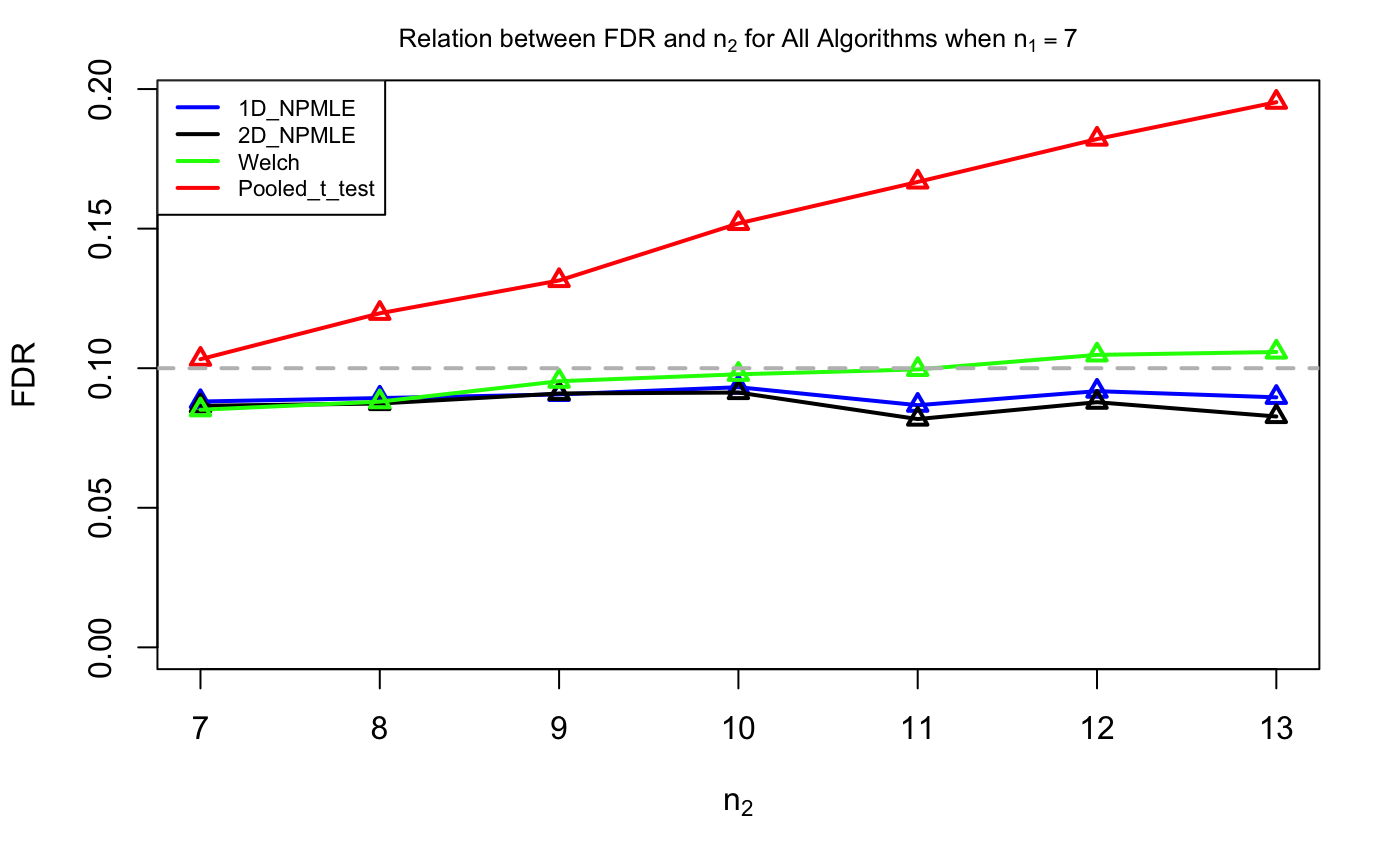 Relation between FDR and n₂ for All Algorithms when n₁ = 7
1D_NPMLE
2D_NPMLE
Welch
Pooled_t_test
FDR
0.20
0.15
0.10
0.05
0.00
7 8 9 10 11 12 13
n₂